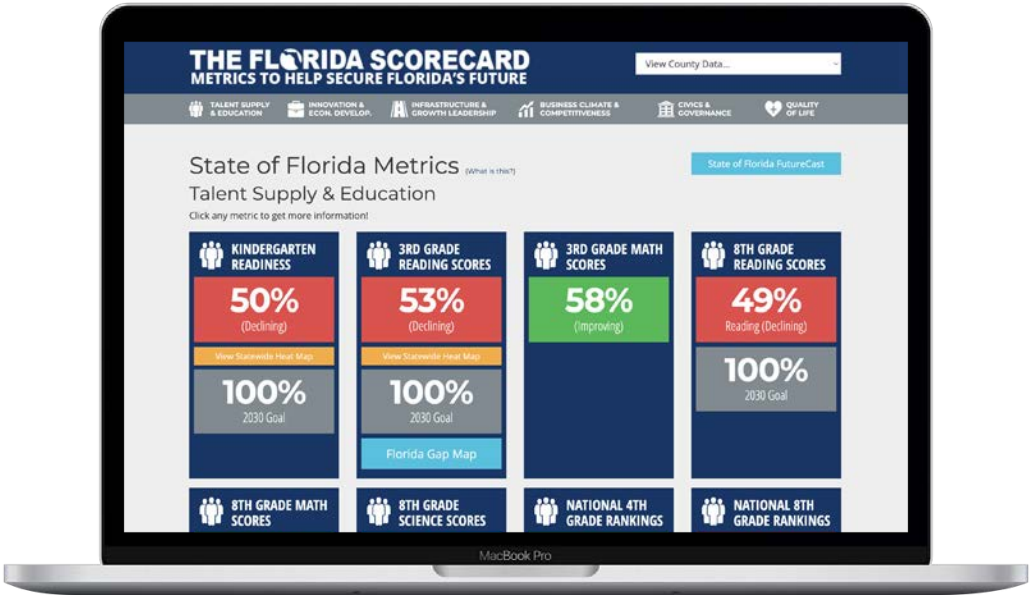 THE FLORIDA SCORECARD
METRICS TO HELP SECURE FLORIDA'S FUTURE
View County Data...
TALENT SUPPLY
& EDUCATION
INNOVATION &
ECON. DEVELOP.
INFRASTRUCTURE &
GROWTH LEADERSHIP
BUSINESS CLIMATE &
COMPETITIVENESS
CIVICS &
GOVERNANCE
QUALITY
OF LIFE
State of Florida Metrics (What is this?)
State of Florida FutureCast
Talent Supply & Education
Click any metric to get more information!
KINDERGARTEN
READINESS
50%
(Declining)
View Statewide Heat Map
100%
2030 Goal
3RD GRADE
READING SCORES
53%
(Declining)
View Statewide Heat Map
100%
2030 Goal
Florida Gap Map
3RD GRADE MATH
SCORES
58%
(Improving)
8TH GRADE
READING SCORES
49%
Reading (Declining)
100%
2030 Goal
8TH GRADE MATH
SCORES
8TH GRADE
SCIENCE SCORES
NATIONAL 4TH
GRADE RANKINGS
NATIONAL 8TH
GRADE RANKINGS
MacBook Pro